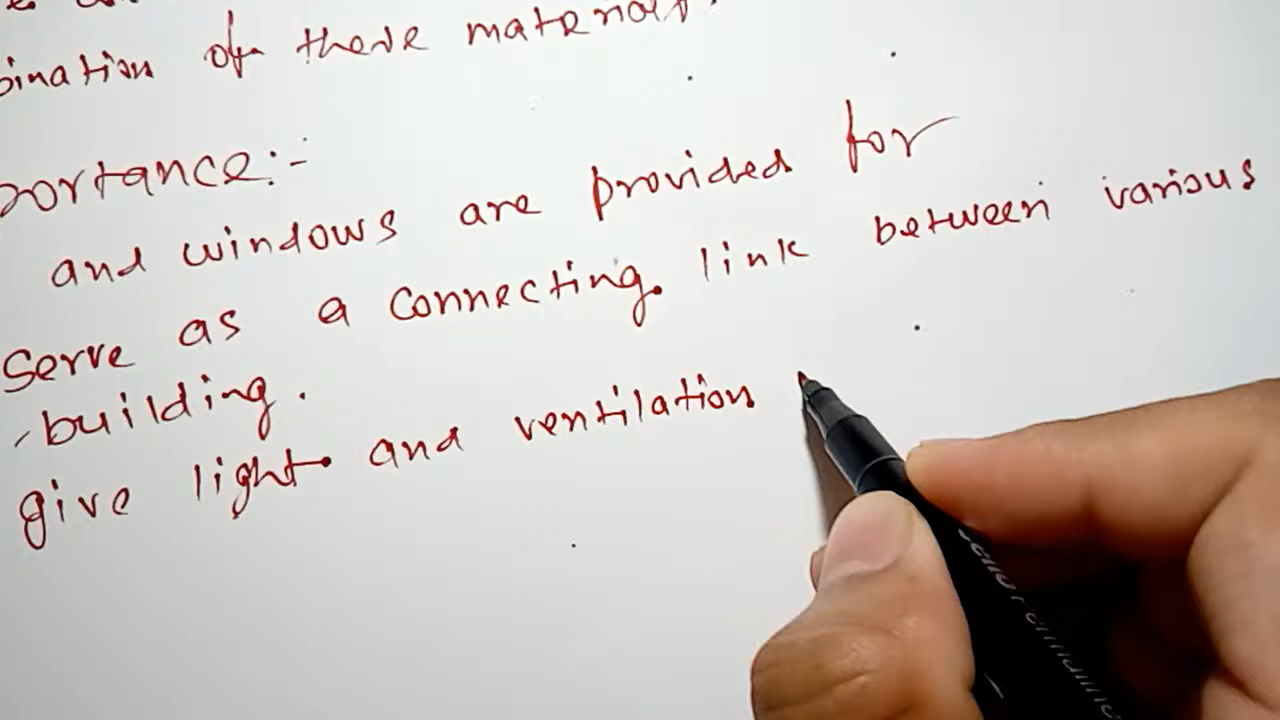 bination of these materials.
portance:-
and windows are provided for
Serve as a connecting link between various
building.
give light and ventilation
cello